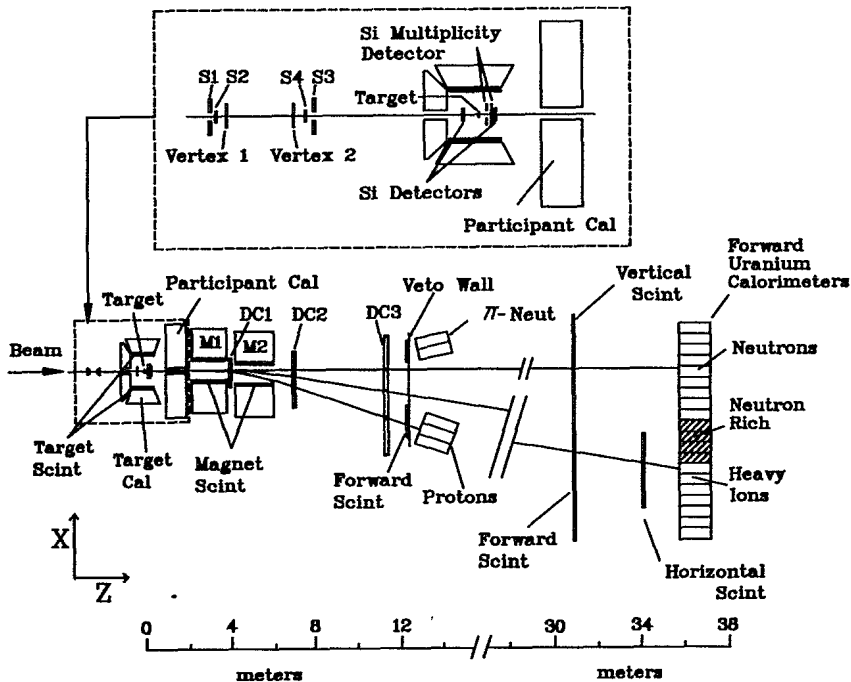 Si Multiplicity
Detector
S1 S2
S4 S3
Target
Vertex 1
Vertex 2
Si Detectors
Participant Cal
Forward
Uranium
Calorimeters
Participant Cal
Target
Vertical
Scint
Veto Wall
DC1
DC2
DC3
π-Neut
M1
M2
Beam
Neutrons
Neutron
Rich
Target
Scint
Target
Cal
Magnet
Scint
Forward
Scint
Protons
Heavy
Ions
Forward
Scint
Horizontal
Scint
X
Z
0 4 8 12 30 34 38
meters meters